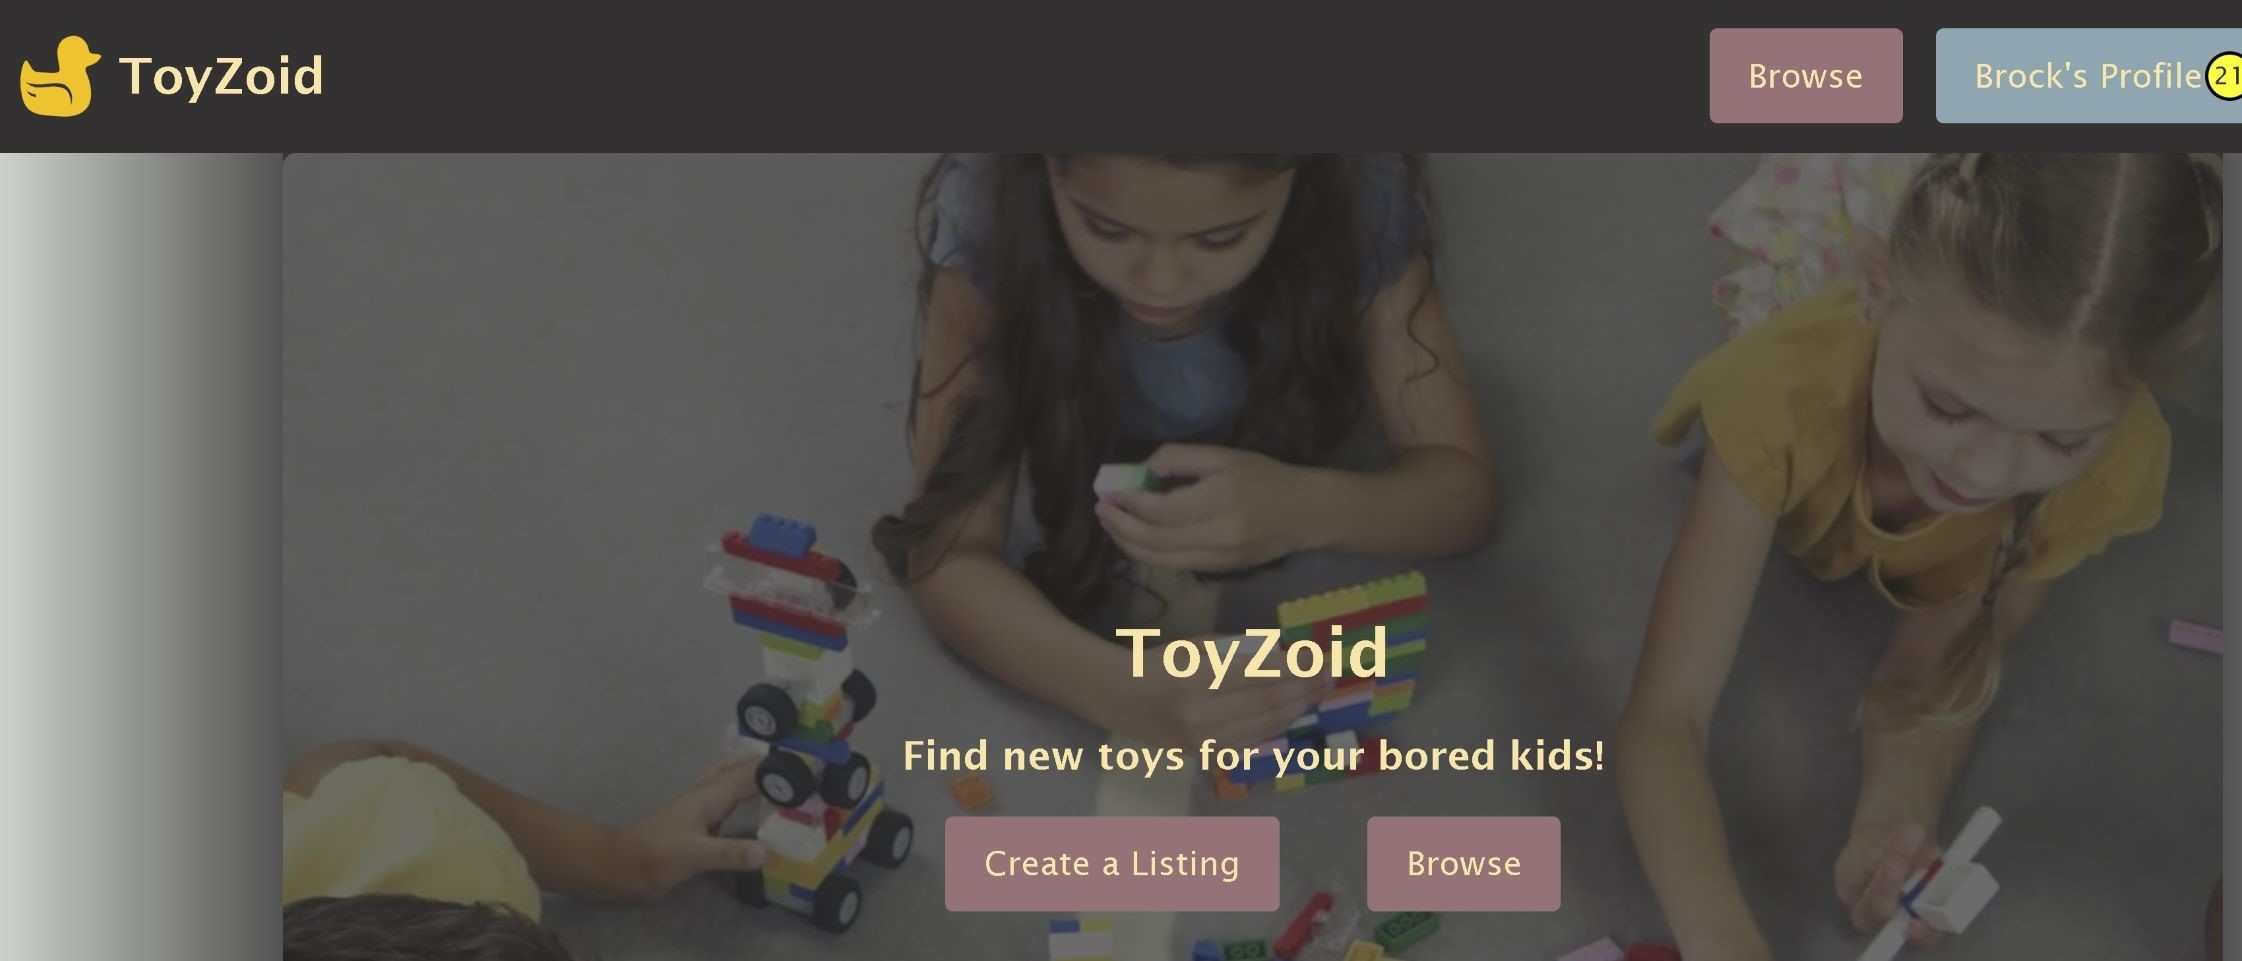 ToyZoid
Browse
Brock's Profile 21
ToyZoid
Find new toys for your bored kids!
Create a Listing
Browse